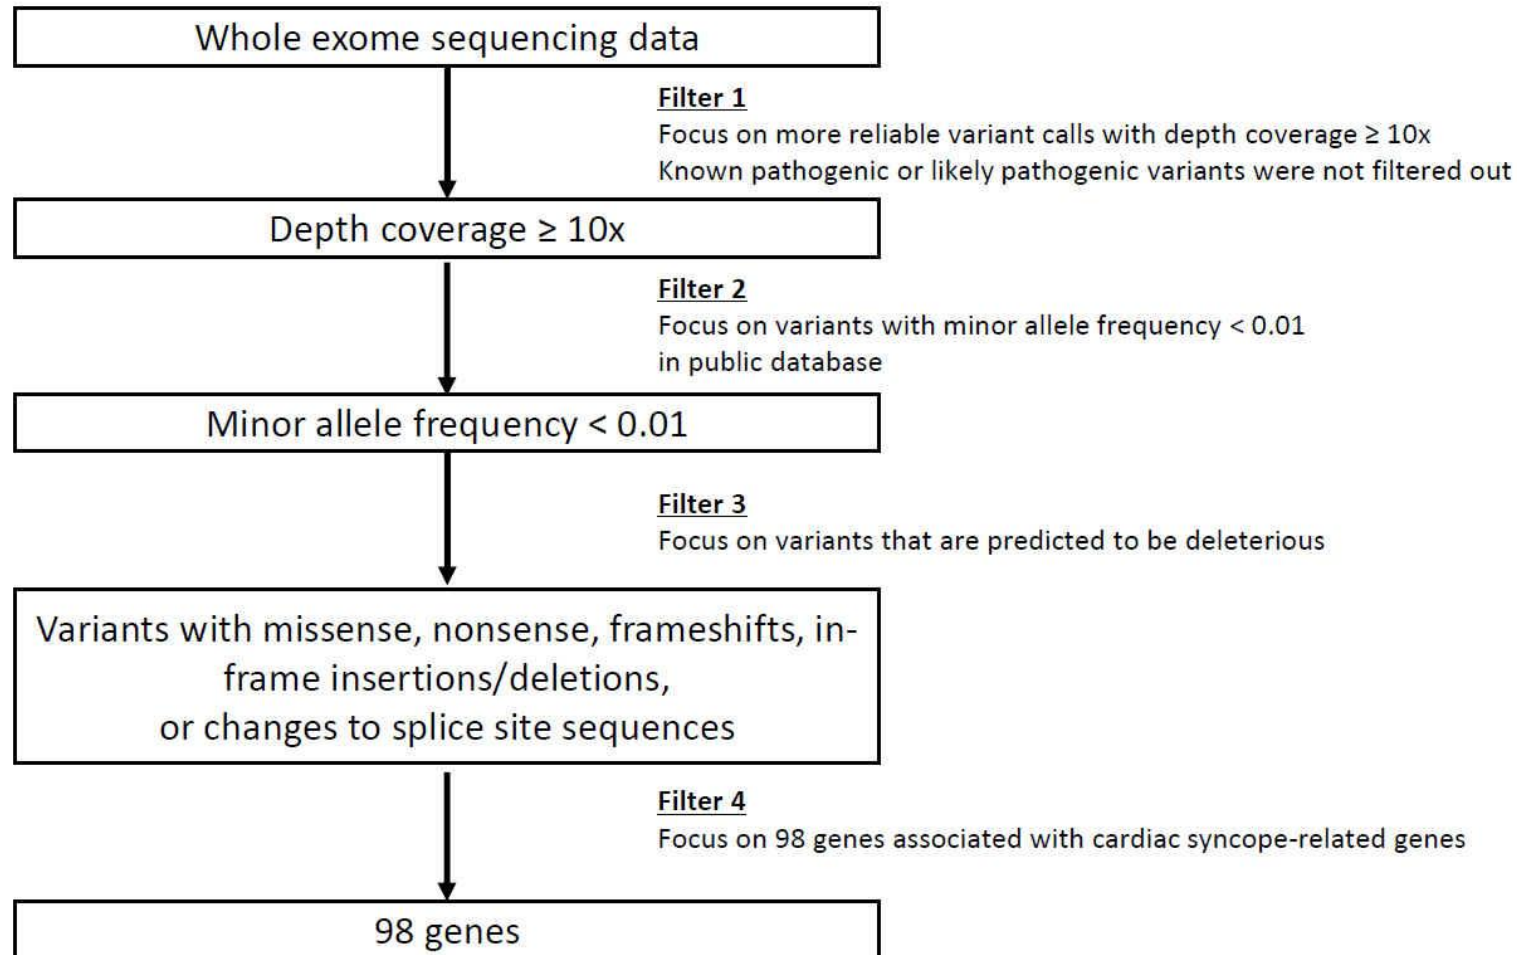 Whole exome sequencing data
Filter 1
Focus on more reliable variant calls with depth coverage ≥ 10x
Known pathogenic or likely pathogenic variants were not filtered out
Depth coverage ≥ 10x
Filter 2
Focus on variants with minor allele frequency < 0.01
in public database
Minor allele frequency < 0.01
Filter 3
Focus on variants that are predicted to be deleterious
Variants with missense, nonsense, frameshifts, in-
frame insertions/deletions,
or changes to splice site sequences
Filter 4
Focus on 98 genes associated with cardiac syncope-related genes
98 genes